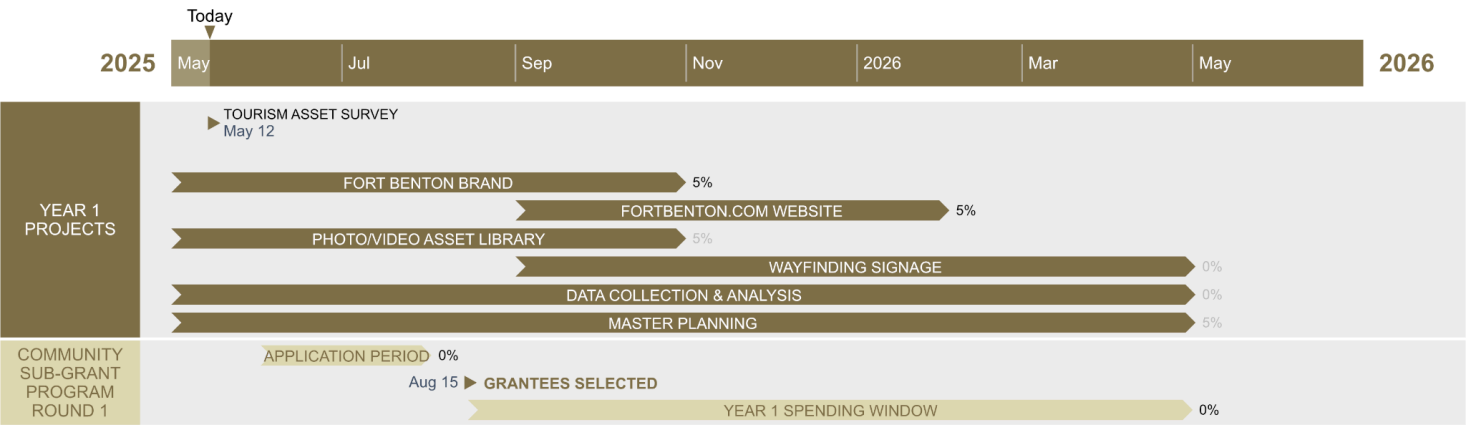 Today
2025 May Jul Sep Nov 2026 Mar May 2026
TOURISM ASSET SURVEY
May 12
YEAR 1
PROJECTS
FORT BENTON BRAND 5%
FORTBENTON.COM WEBSITE 5%
PHOTO/VIDEO ASSET LIBRARY 5%
WAYFINDING SIGNAGE 0%
DATA COLLECTION & ANALYSIS 0%
MASTER PLANNING 5%
COMMUNITY
SUB-GRANT
PROGRAM
ROUND 1
APPLICATION PERIOD 0%
Aug 15 GRANTEES SELECTED
YEAR 1 SPENDING WINDOW 0%